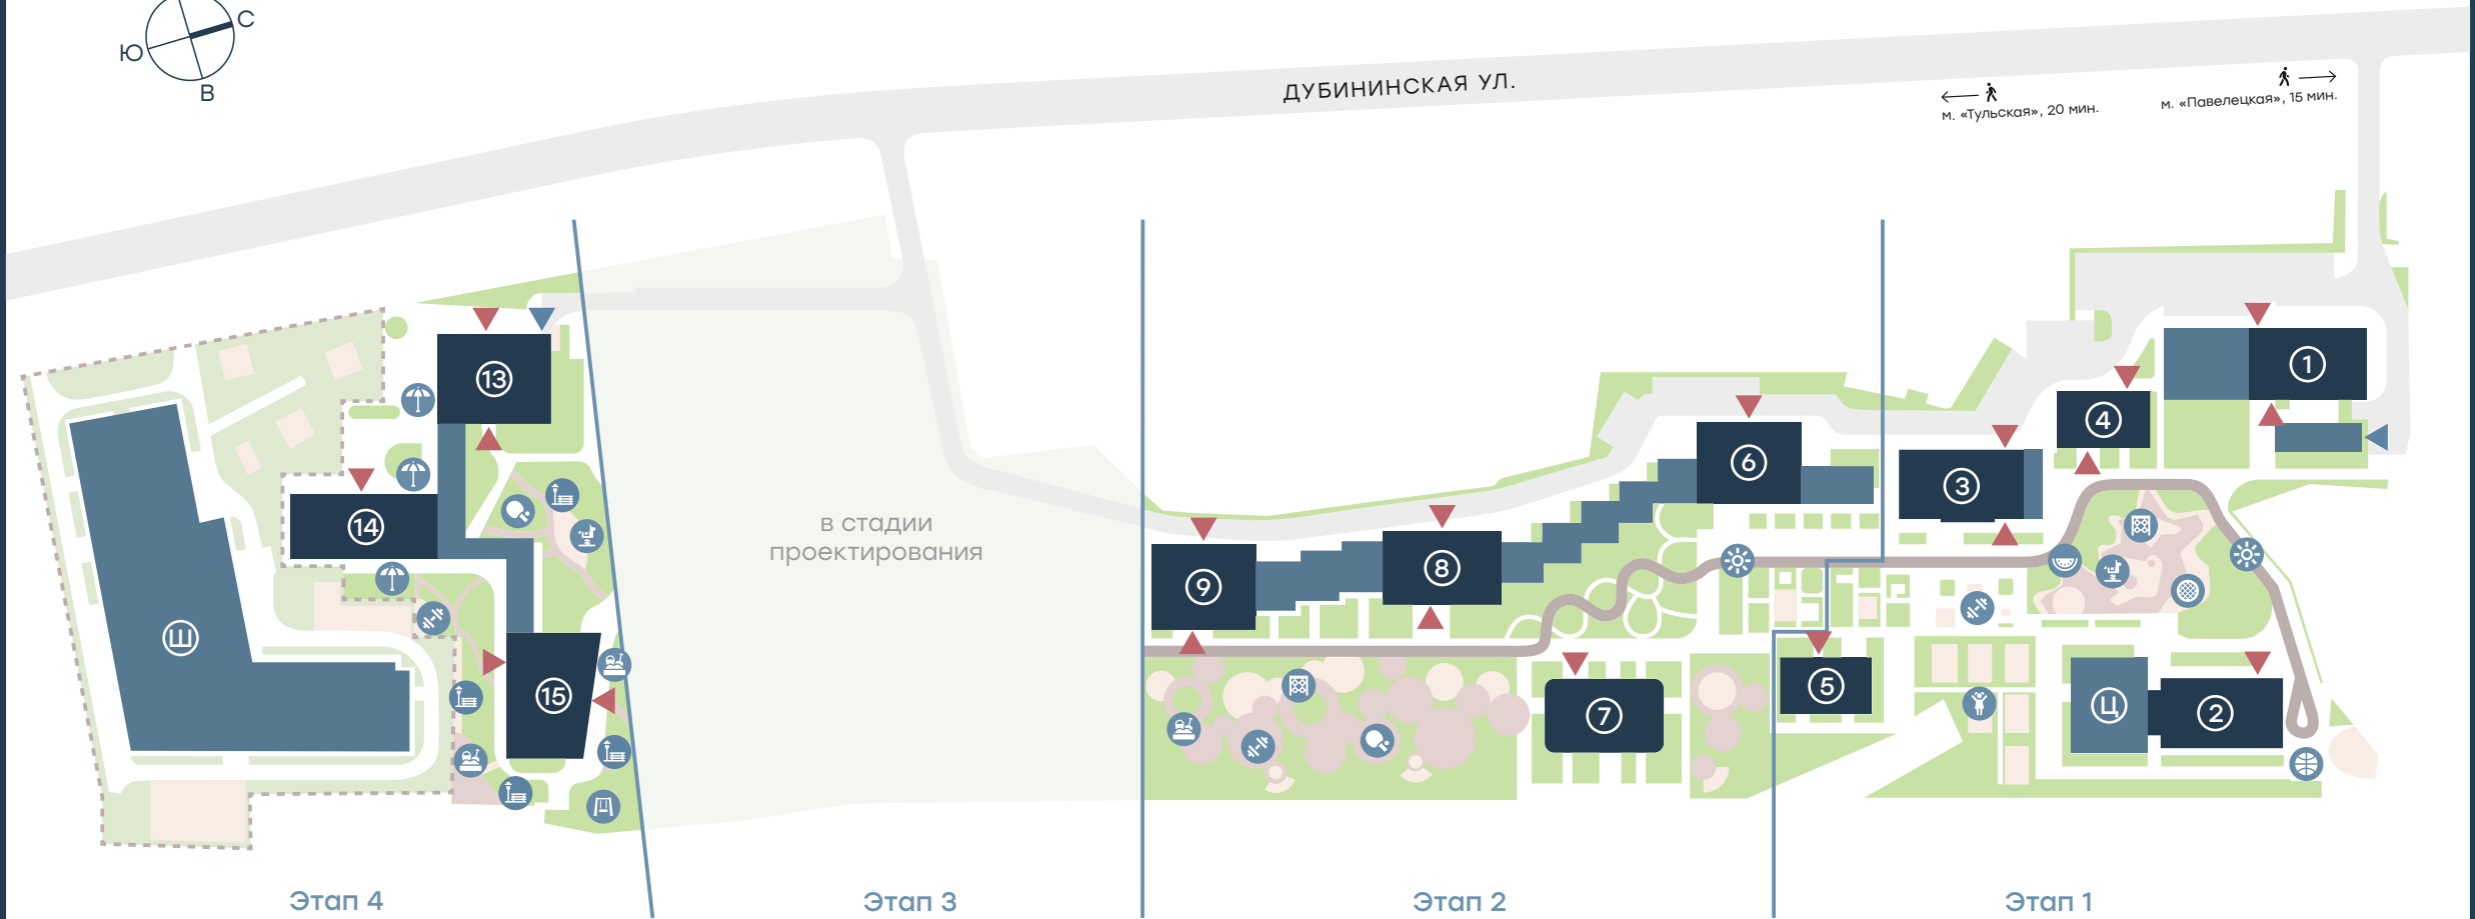 С
Ю
В
ДУБИНИНСКАЯ УЛ.
м. «Тульская», 20 мин.
м. «Павелецкая», 15 мин.
1
13
4
6
3
14
в стадии
проектирования
8
9
Ш
15
5
7
Ц
2
Этап 4
Этап 3
Этап 2
Этап 1